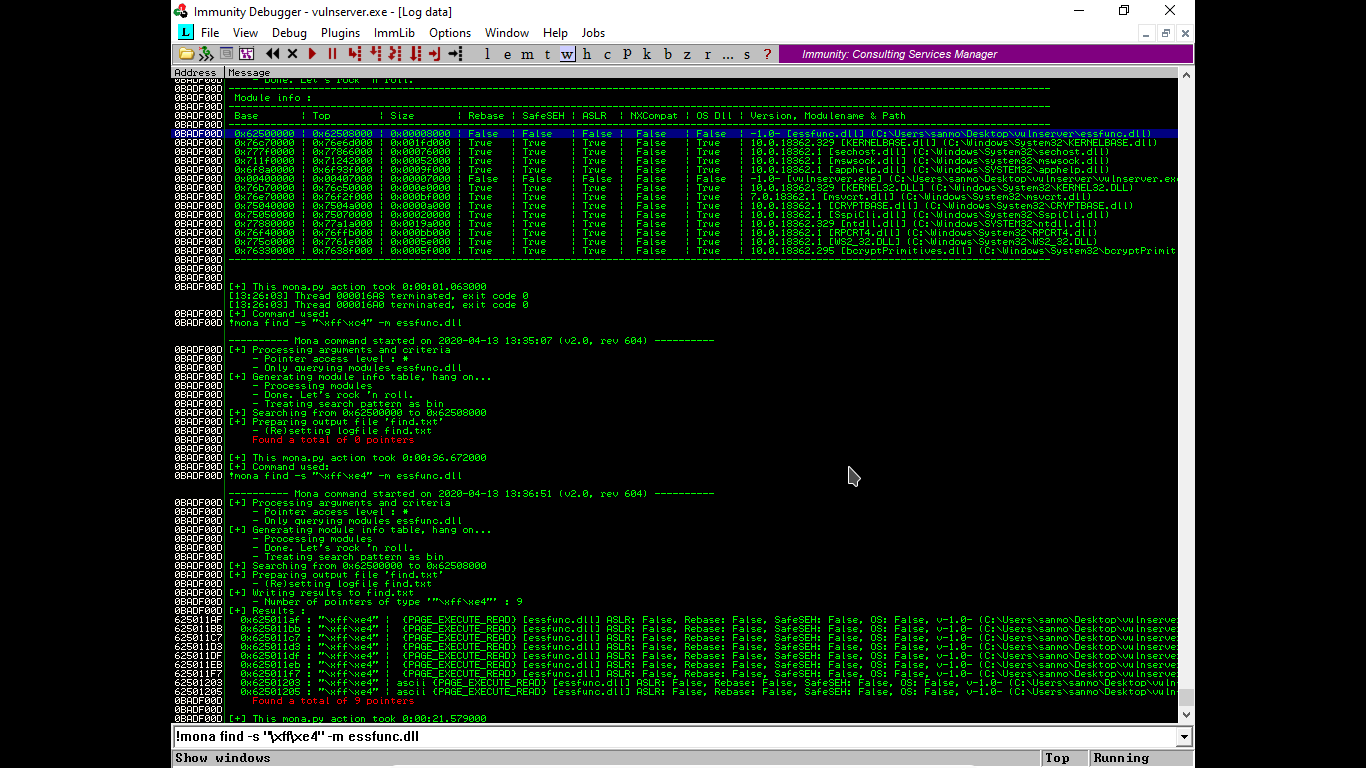 Immunity Debugger - vulnserver.exe - [Log data]
L File View Debug Plugins ImmLib Options Window Help Jobs
l e m t w h c P k b z r ... s ? Immunity: Consulting Services Manager
Address Message
0BADF00D - Done. Let's rock 'n roll.
0BADF00D ----------
0BADF00D Module info :
0BADF00D ----------
0BADF00D Base | Top | Size | Rebase | SafeSEH | ASLR | NXCompat | OS Dll | Version, Modulename & Path
0BADF00D ----------
0BADF00D 0x62500000 | 0x62508000 | 0x00008000 | False | False | False | False | False | -1.0- [essfunc.dll] (C:\Users\sanmo\Desktop\vulnserver\essfunc.dll)
0BADF00D 0x76c70000 | 0x76e6d000 | 0x001fd000 | True | True | True | False | True | 10.0.18362.329 [KERNELBASE.dll] (C:\Windows\System32\KERNELBASE.dll)
0BADF00D 0x777f0000 | 0x77866000 | 0x00076000 | True | True | True | False | True | 10.0.18362.1 [sechost.dll] (C:\Windows\System32\sechost.dll)
0BADF00D 0x711f0000 | 0x71242000 | 0x00052000 | True | True | True | False | True | 10.0.18362.1 [mswsock.dll] (C:\Windows\System32\mswsock.dll)
0BADF00D 0x6f8a0000 | 0x6f93f000 | 0x0009f000 | True | True | True | False | True | 10.0.18362.1 [apphelp.dll] (C:\Windows\SYSTEM32\apphelp.dll)
0BADF00D 0x00400000 | 0x00407000 | 0x00007000 | False | False | False | False | False | -1.0- [vulnserver.exe] (C:\Users\sanmo\Desktop\vulnserver\vulnserver.exe
0BADF00D 0x76b70000 | 0x76c50000 | 0x000e0000 | True | True | True | False | True | 10.0.18362.329 [KERNEL32.DLL] (C:\Windows\System32\KERNEL32.DLL)
0BADF00D 0x76e70000 | 0x76f2f000 | 0x000bf000 | True | True | True | False | True | 7.0.18362.1 [msvcrt.dll] (C:\Windows\System32\msvcrt.dll)
0BADF00D 0x75040000 | 0x7504a000 | 0x0000a000 | True | True | True | False | True | 10.0.18362.1 [CRYPTBASE.dll] (C:\Windows\System32\CRYPTBASE.dll)
0BADF00D 0x75050000 | 0x75070000 | 0x00020000 | True | True | True | False | True | 10.0.18362.1 [SspiCli.dll] (C:\Windows\System32\SspiCli.dll)
0BADF00D 0x77880000 | 0x77a1a000 | 0x0019a000 | True | True | True | False | True | 10.0.18362.329 [ntdll.dll] (C:\Windows\SYSTEM32\ntdll.dll)
0BADF00D 0x76f40000 | 0x76ffb000 | 0x000bb000 | True | True | True | False | True | 10.0.18362.1 [RPCRT4.dll] (C:\Windows\System32\RPCRT4.dll)
0BADF00D 0x775c0000 | 0x7761e000 | 0x0005e000 | True | True | True | False | True | 10.0.18362.1 [WS2_32.DLL] (C:\Windows\System32\WS2_32.DLL)
0BADF00D 0x76330000 | 0x7638f000 | 0x0005f000 | True | True | True | False | True | 10.0.18362.295 [bcryptPrimitives.dll] (C:\Windows\System32\bcryptPrimit
0BADF00D ----------
0BADF00D
0BADF00D
0BADF00D [+] This mona.py action took 0:00:01.063000
[13:26:03] Thread 000016A8 terminated, exit code 0
[13:26:03] Thread 000016A0 terminated, exit code 0
0BADF00D [+] Command used:
0BADF00D !mona find -s "\xff\xc4" -m essfunc.dll
---------- Mona command started on 2020-04-13 13:35:07 (v2.0, rev 604) ----------
0BADF00D [+] Processing arguments and criteria
0BADF00D - Pointer access level : *
0BADF00D - Only querying modules essfunc.dll
0BADF00D [+] Generating module info table, hang on...
0BADF00D - Processing modules
0BADF00D - Done. Let's rock 'n roll.
0BADF00D - Treating search pattern as bin
0BADF00D [+] Searching from 0x62500000 to 0x62508000
0BADF00D [+] Preparing output file 'find.txt'
0BADF00D - (Re)setting logfile find.txt
0BADF00D Found a total of 0 pointers
0BADF00D
0BADF00D [+] This mona.py action took 0:00:36.672000
0BADF00D [+] Command used:
0BADF00D !mona find -s "\xff\xe4" -m essfunc.dll
---------- Mona command started on 2020-04-13 13:36:51 (v2.0, rev 604) ----------
0BADF00D [+] Processing arguments and criteria
0BADF00D - Pointer access level : *
0BADF00D - Only querying modules essfunc.dll
0BADF00D [+] Generating module info table, hang on...
0BADF00D - Processing modules
0BADF00D - Done. Let's rock 'n roll.
0BADF00D - Treating search pattern as bin
0BADF00D [+] Searching from 0x62500000 to 0x62508000
0BADF00D [+] Preparing output file 'find.txt'
0BADF00D - (Re)setting logfile find.txt
0BADF00D [+] Writing results to find.txt
0BADF00D - Number of pointers of type '"\xff\xe4"' : 9
0BADF00D [+] Results :
625011AF 0x625011af : "\xff\xe4" | {PAGE_EXECUTE_READ} [essfunc.dll] ASLR: False, Rebase: False, SafeSEH: False, OS: False, v-1.0- (C:\Users\sanmo\Desktop\vulnserve
625011BB 0x625011bb : "\xff\xe4" | {PAGE_EXECUTE_READ} [essfunc.dll] ASLR: False, Rebase: False, SafeSEH: False, OS: False, v-1.0- (C:\Users\sanmo\Desktop\vulnserve
625011C7 0x625011c7 : "\xff\xe4" | {PAGE_EXECUTE_READ} [essfunc.dll] ASLR: False, Rebase: False, SafeSEH: False, OS: False, v-1.0- (C:\Users\sanmo\Desktop\vulnserve
625011D3 0x625011d3 : "\xff\xe4" | {PAGE_EXECUTE_READ} [essfunc.dll] ASLR: False, Rebase: False, SafeSEH: False, OS: False, v-1.0- (C:\Users\sanmo\Desktop\vulnserve
625011DF 0x625011df : "\xff\xe4" | {PAGE_EXECUTE_READ} [essfunc.dll] ASLR: False, Rebase: False, SafeSEH: False, OS: False, v-1.0- (C:\Users\sanmo\Desktop\vulnserve
625011EB 0x625011eb : "\xff\xe4" | {PAGE_EXECUTE_READ} [essfunc.dll] ASLR: False, Rebase: False, SafeSEH: False, OS: False, v-1.0- (C:\Users\sanmo\Desktop\vulnserve
625011F7 0x625011f7 : "\xff\xe4" | {PAGE_EXECUTE_READ} [essfunc.dll] ASLR: False, Rebase: False, SafeSEH: False, OS: False, v-1.0- (C:\Users\sanmo\Desktop\vulnserve
62501203 0x62501203 : "\xff\xe4" | ascii {PAGE_EXECUTE_READ} [essfunc.dll] ASLR: False, Rebase: False, SafeSEH: False, OS: False, v-1.0- (C:\Users\sanmo\Desktop\vuln
62501205 0x62501205 : "\xff\xe4" | ascii {PAGE_EXECUTE_READ} [essfunc.dll] ASLR: False, Rebase: False, SafeSEH: False, OS: False, v-1.0- (C:\Users\sanmo\Desktop\vuln
0BADF00D Found a total of 9 pointers
0BADF00D
0BADF00D [+] This mona.py action took 0:00:21.579000
!mona find -s "\xff\xe4" -m essfunc.dll
Show windows Top Running